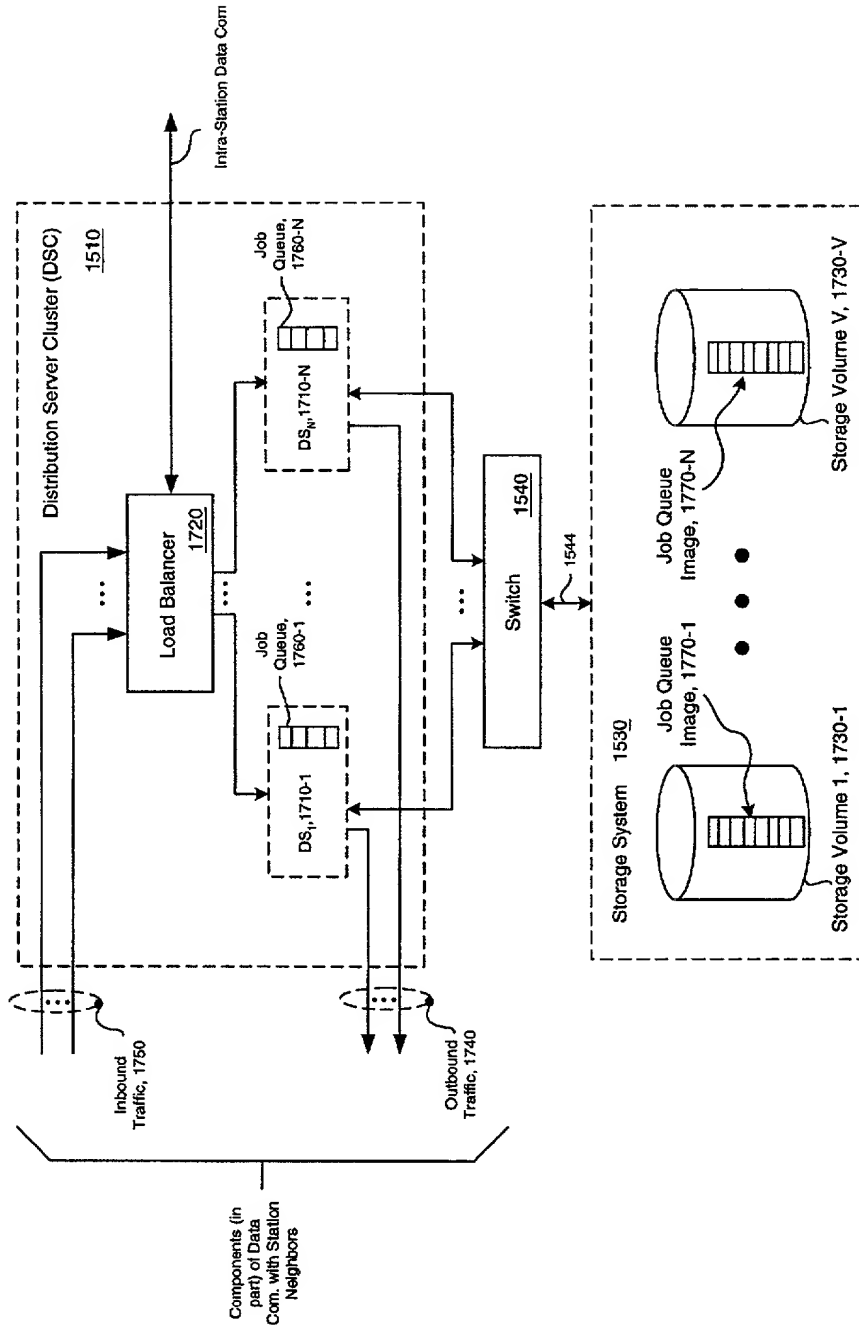 Components (in
part) of Data
Com. with Station
Neighbors
Inbound
Traffic, 1750
Outbound
Traffic, 1740
Distribution Server Cluster (DSC)
1510
Intra-Station Data Com
Load Balancer
1720
Job
Queue,
1760-1
DS1,1710-1
Job
Queue,
1760-N
DSN,1710-N
Switch
1540
1544
Storage System 1530
Job Queue
Image, 1770-1
Job Queue
Image, 1770-N
Storage Volume 1, 1730-1
Storage Volume V, 1730-V